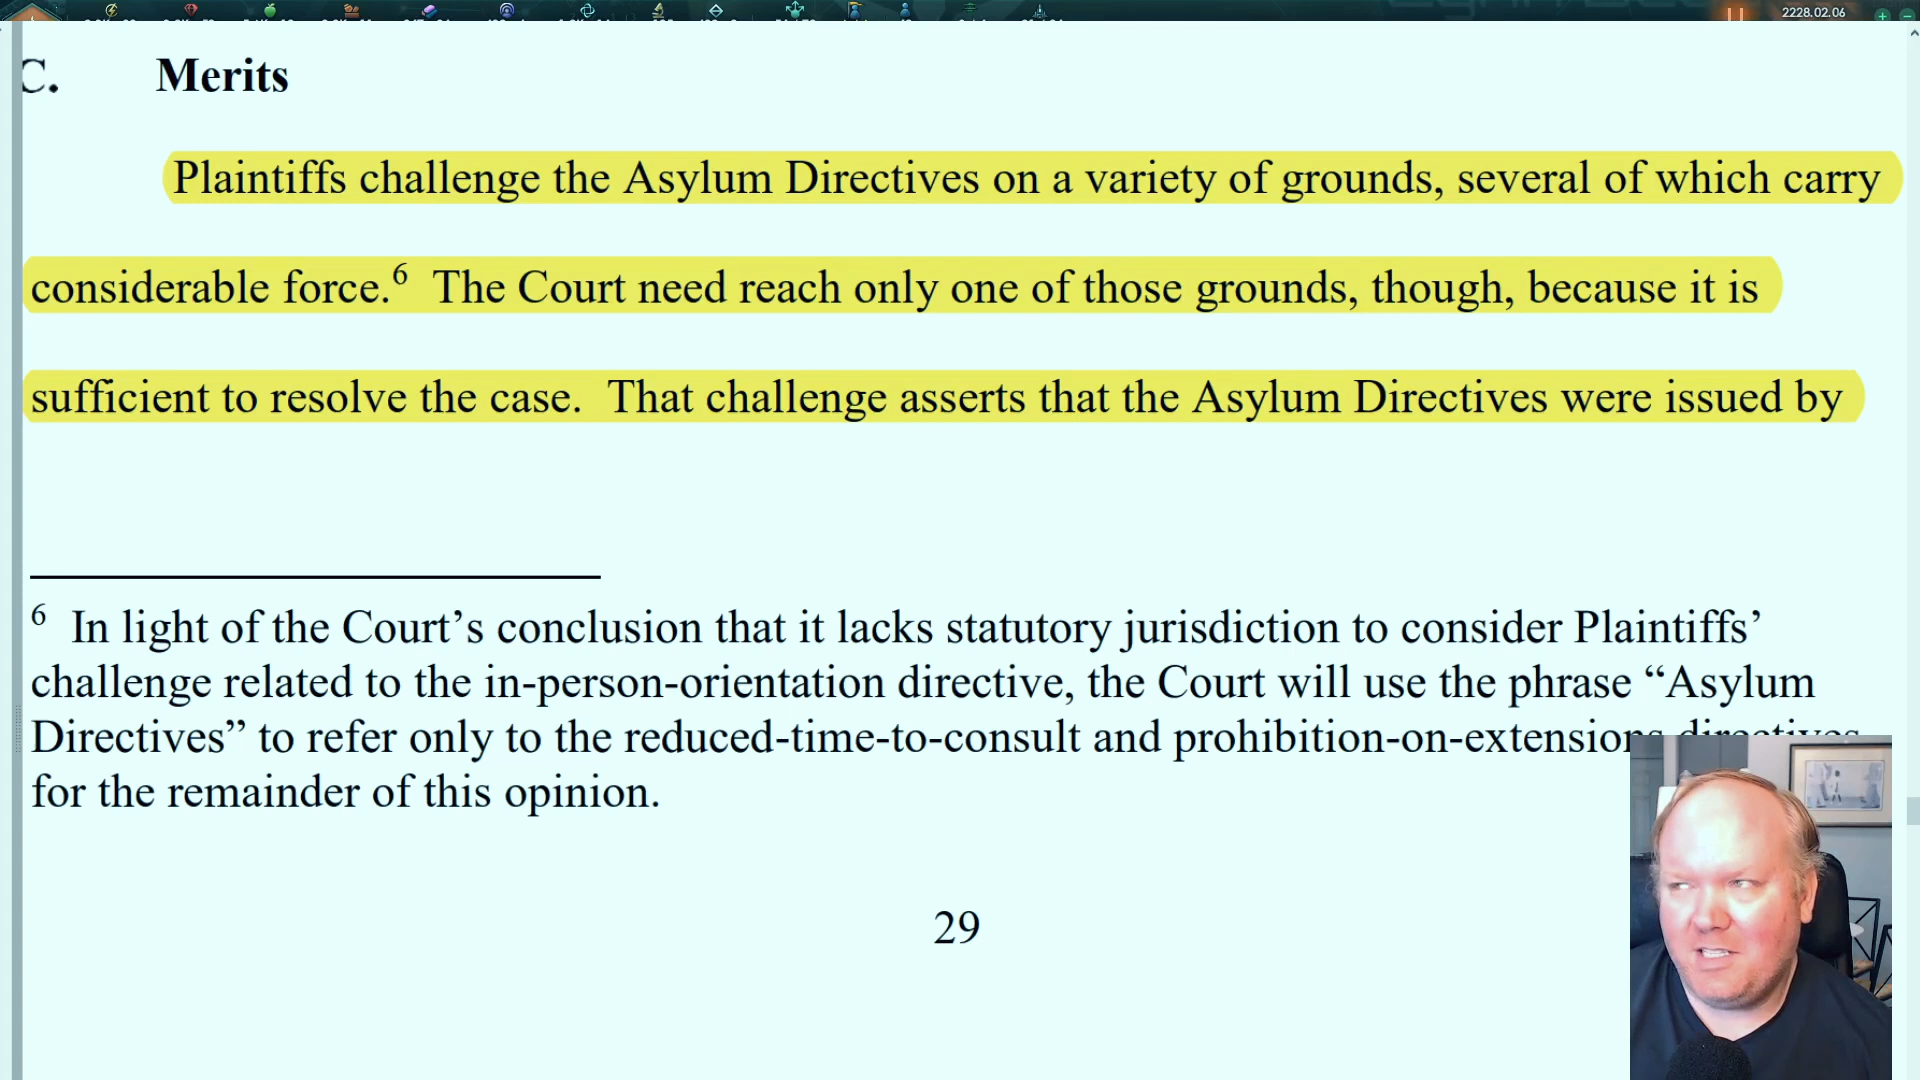 2228.02.06
C. Merits
Plaintiffs challenge the Asylum Directives on a variety of grounds, several of which carry
considerable force.6 The Court need reach only one of those grounds, though, because it is
sufficient to resolve the case. That challenge asserts that the Asylum Directives were issued by
6 In light of the Court’s conclusion that it lacks statutory jurisdiction to consider Plaintiffs’
challenge related to the in-person-orientation directive, the Court will use the phrase “Asylum
Directives” to refer only to the reduced-time-to-consult and prohibition-on-extensions directives
for the remainder of this opinion.
29